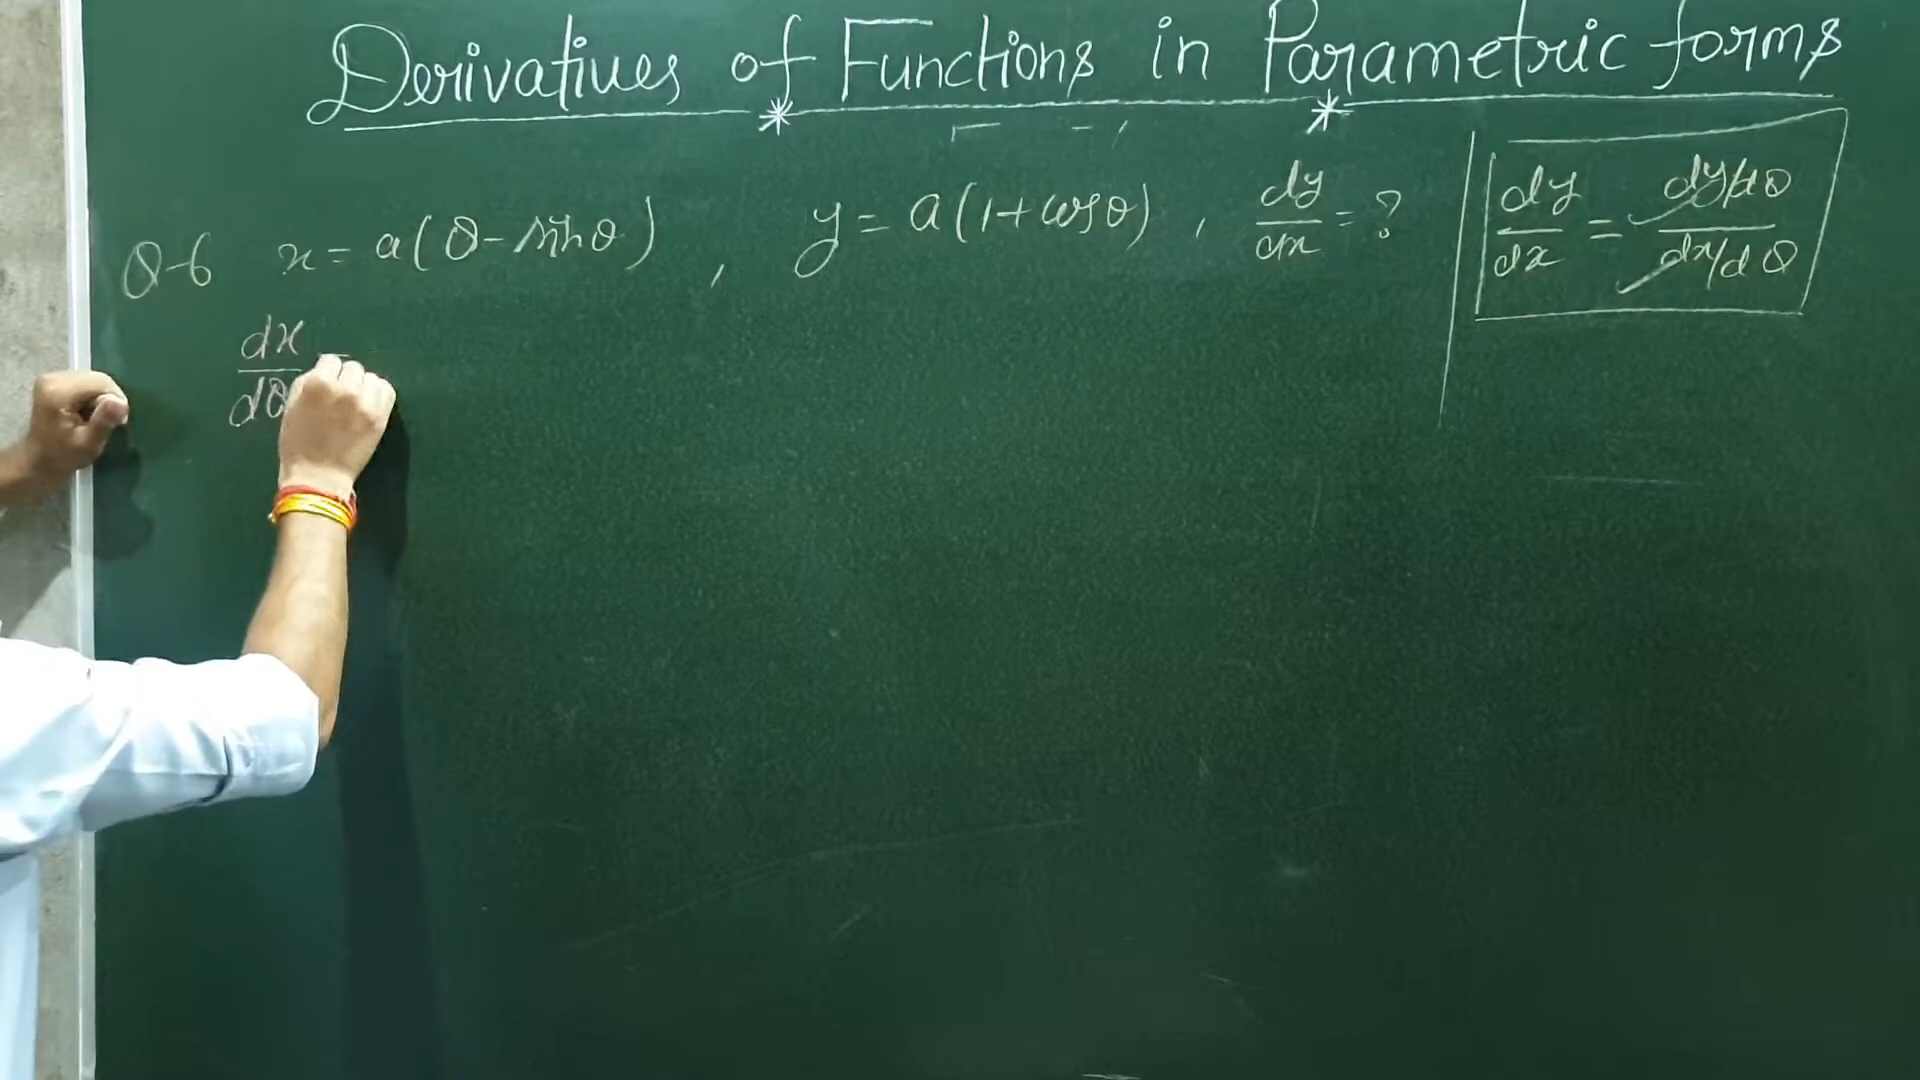 Derivatives of Functions in Parametric forms
Q-6 x = a(θ - sinθ) , y = a(1+cosθ) , dy/dx = ?
dy/dx = (dy/dθ)/(dx/dθ)
dx/dθ =